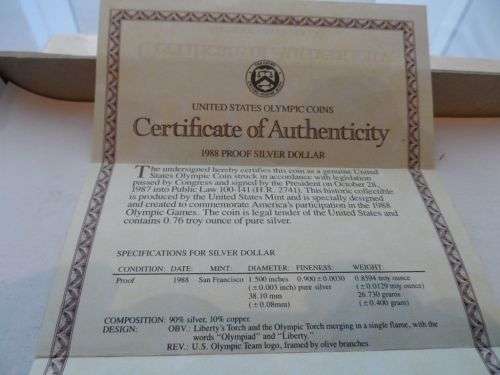 UNITED STATES OLYMPIC COINS
Certificate of Authenticity
1988 PROOF SILVER DOLLAR
The undersigned hereby certifies this coin as a genuine United
States Olympic Coin struck in accordance with legislation
passed by Congress and signed by the President on October 28,
1987 into Public Law 100-141 (H.R. 2741). This historic collectible
is produced by the United States Mint and is specially designed
and created to commemorate America's participation in the 1988
Olympic Games. The coin is legal tender of the United States and
contains 0.76 troy ounce of pure silver.
SPECIFICATIONS FOR SILVER DOLLAR
CONDITION: DATE: MINT: DIAMETER: FINENESS: WEIGHT:
Proof 1988 San Francisco 1.500 inches 0.900 ±0.0030 0.8594 troy ounce
(±0.003 inch) pure silver (±0.0129 troy ounce)
38.10 mm 26.730 grams
(±0.08mm) (±0.400 gram)
COMPOSITION: 90% silver, 10% copper.
DESIGN: OBV.: Liberty's Torch and the Olympic Torch merging in a single flame, with the
words "Olympiad" and "Liberty."
REV.: U.S. Olympic Team logo, framed by olive branches.